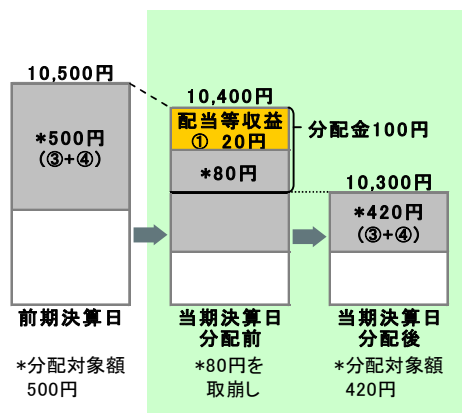 10,500円
*500円
(③+④)
前期決算日
*分配対象額
500円
10,400円
配当等収益
① 20円
*80円
分配金100円
当期決算日
分配前
*80円を
取崩し
10,300円
*420円
(③+④)
当期決算日
分配後
*分配対象額
420円